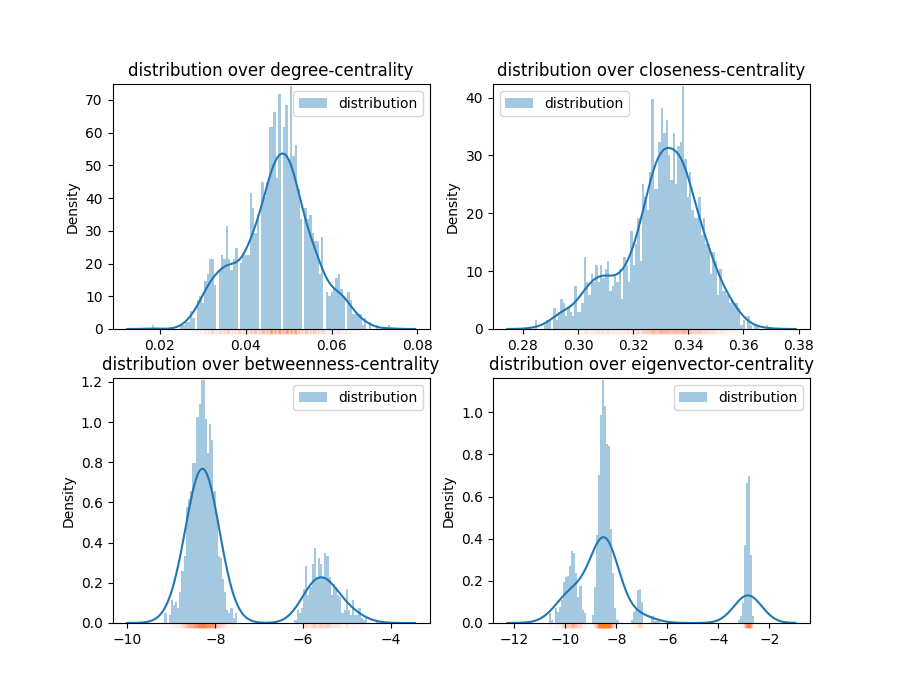 distribution over degree-centrality
distribution
Density
70
60
50
40
30
20
10
0
0.02 0.04 0.06 0.08
distribution over closeness-centrality
distribution
Density
40
30
20
10
0
0.28 0.30 0.32 0.34 0.36 0.38
distribution over betweenness-centrality
distribution
Density
1.2
1.0
0.8
0.6
0.4
0.2
0.0
−10 −8 −6 −4
distribution over eigenvector-centrality
distribution
Density
1.0
0.8
0.6
0.4
0.2
0.0
−12 −10 −8 −6 −4 −2